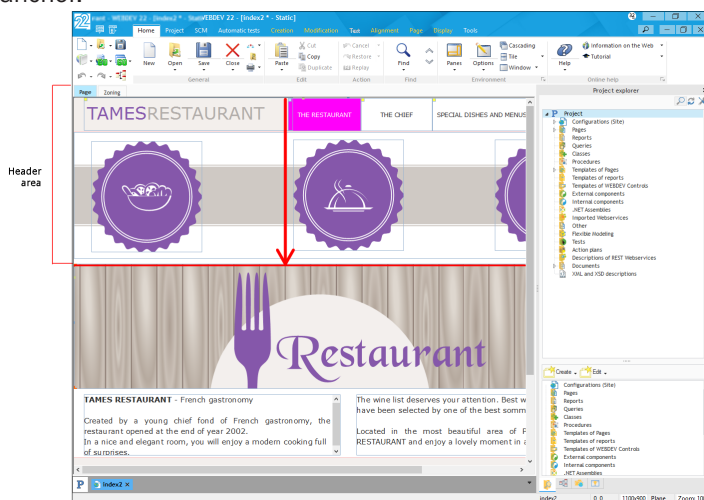 WEBDEV 22 - [index2 * - Static]
Home Project SCM Automatic tests Creation Modification Text Alignment Page Display Tools
New Open Save Close
Paste
Cut
Copy
Duplicate
Cancel
Restore
Replay
Find
Panes Options
Cascading
Tile
Window
Help
Information on the Web
Tutorial
General Edit Action Find Environment Online help
Page Zoning
Project explorer
TAMESRESTAURANT
THE RESTAURANT THE CHIEF SPECIAL DISHES AND MENUS
Header
area
Restaurant
TAMES RESTAURANT - French gastronomy
Created by a young chief fond of French gastronomy, the
restaurant opened at the end of year 2002.
In a nice and elegant room, you will enjoy a modern cooking full
of surprises.
The wine list deserves your attention. Best w
have been selected by one of the best somm
Located in the most beautiful area of
RESTAURANT and enjoy a lovely moment in a
Project
Configurations (Site)
Pages
Reports
Queries
Classes
Procedures
Templates of Pages
Templates of reports
Templates of WEBDEV Controls
External components
Internal components
.NET Assemblies
Imported Webservices
Other
Flexible Modeling
Tests
Action plans
Descriptions of REST Webservices
Documents
XML and XSD descriptions
Create Edit
Configurations (Site)
Pages
Reports
Queries
Classes
Procedures
Templates of Pages
Templates of reports
Templates of WEBDEV Controls
External components
Internal components
.NET Assemblies
index2 ×
index2 0, 0 1100x900 Plane Zoom: 10